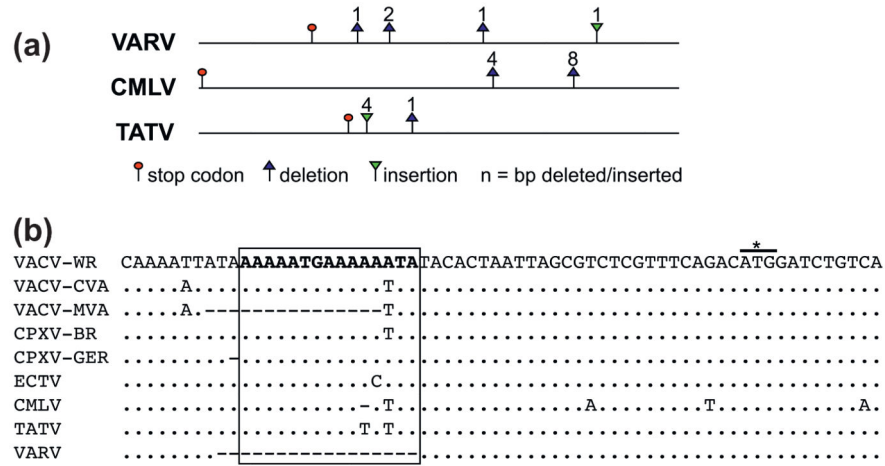 (a)
1 2 1 1
VARV
4 8
CMLV
4 1
TATV
stop codon deletion insertion n = bp deleted/inserted
(b)
*
VACV-WR CAAAATTATAAAAAATGAAAAAATATACACTAATTAGCGTCTCGTTTCAGACATGGATCTGTCA
VACV-CVA .....A................T.........................................
VACV-MVA .....A.---------------T.........................................
CPXV-BR ......................T.........................................
CPXV-GER .........-......................................................
ECTV .....................C..........................................
CMLV ....................-.T................A.........T............A.
TATV ....................T.T.........................................
VARV ........-----------------.......................................